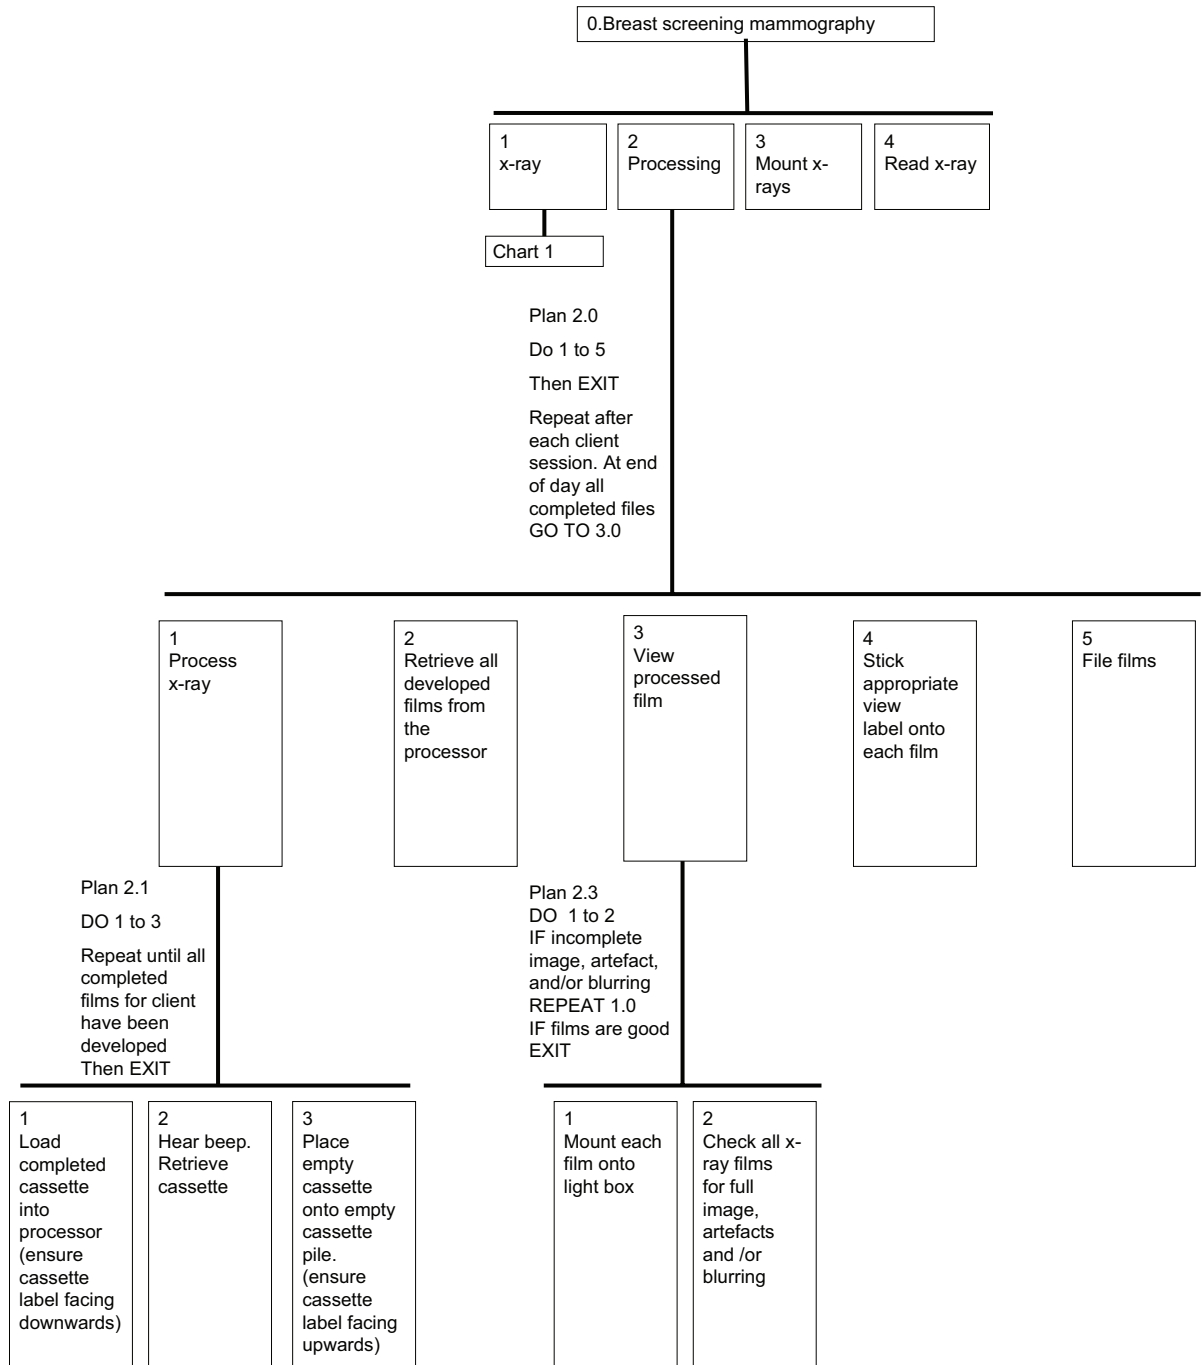 0.Breast screening mammography
1
x-ray
2
Processing
3
Mount x-
rays
4
Read x-ray
Chart 1
Plan 2.0
Do 1 to 5
Then EXIT
Repeat after
each client
session. At end
of day all
completed files
GO TO 3.0
1
Process
x-ray
2
Retrieve all
developed
films from
the
processor
3
View
processed
film
4
Stick
appropriate
view
label onto
each film
5
File films
Plan 2.1
DO 1 to 3
Repeat until all
completed
films for client
have been
developed
Then EXIT
Plan 2.3
DO  1 to 2
IF incomplete
image, artefact,
and/or blurring
REPEAT 1.0
IF films are good
EXIT
1
Load
completed
cassette
into
processor
(ensure
cassette
label facing
downwards)
2
Hear beep.
Retrieve
cassette
3
Place
empty
cassette
onto empty
cassette
pile.
(ensure
cassette
label facing
upwards)
1
Mount each
film onto
light box
2
Check all x-
ray films
for full
image,
artefacts
and /or
blurring